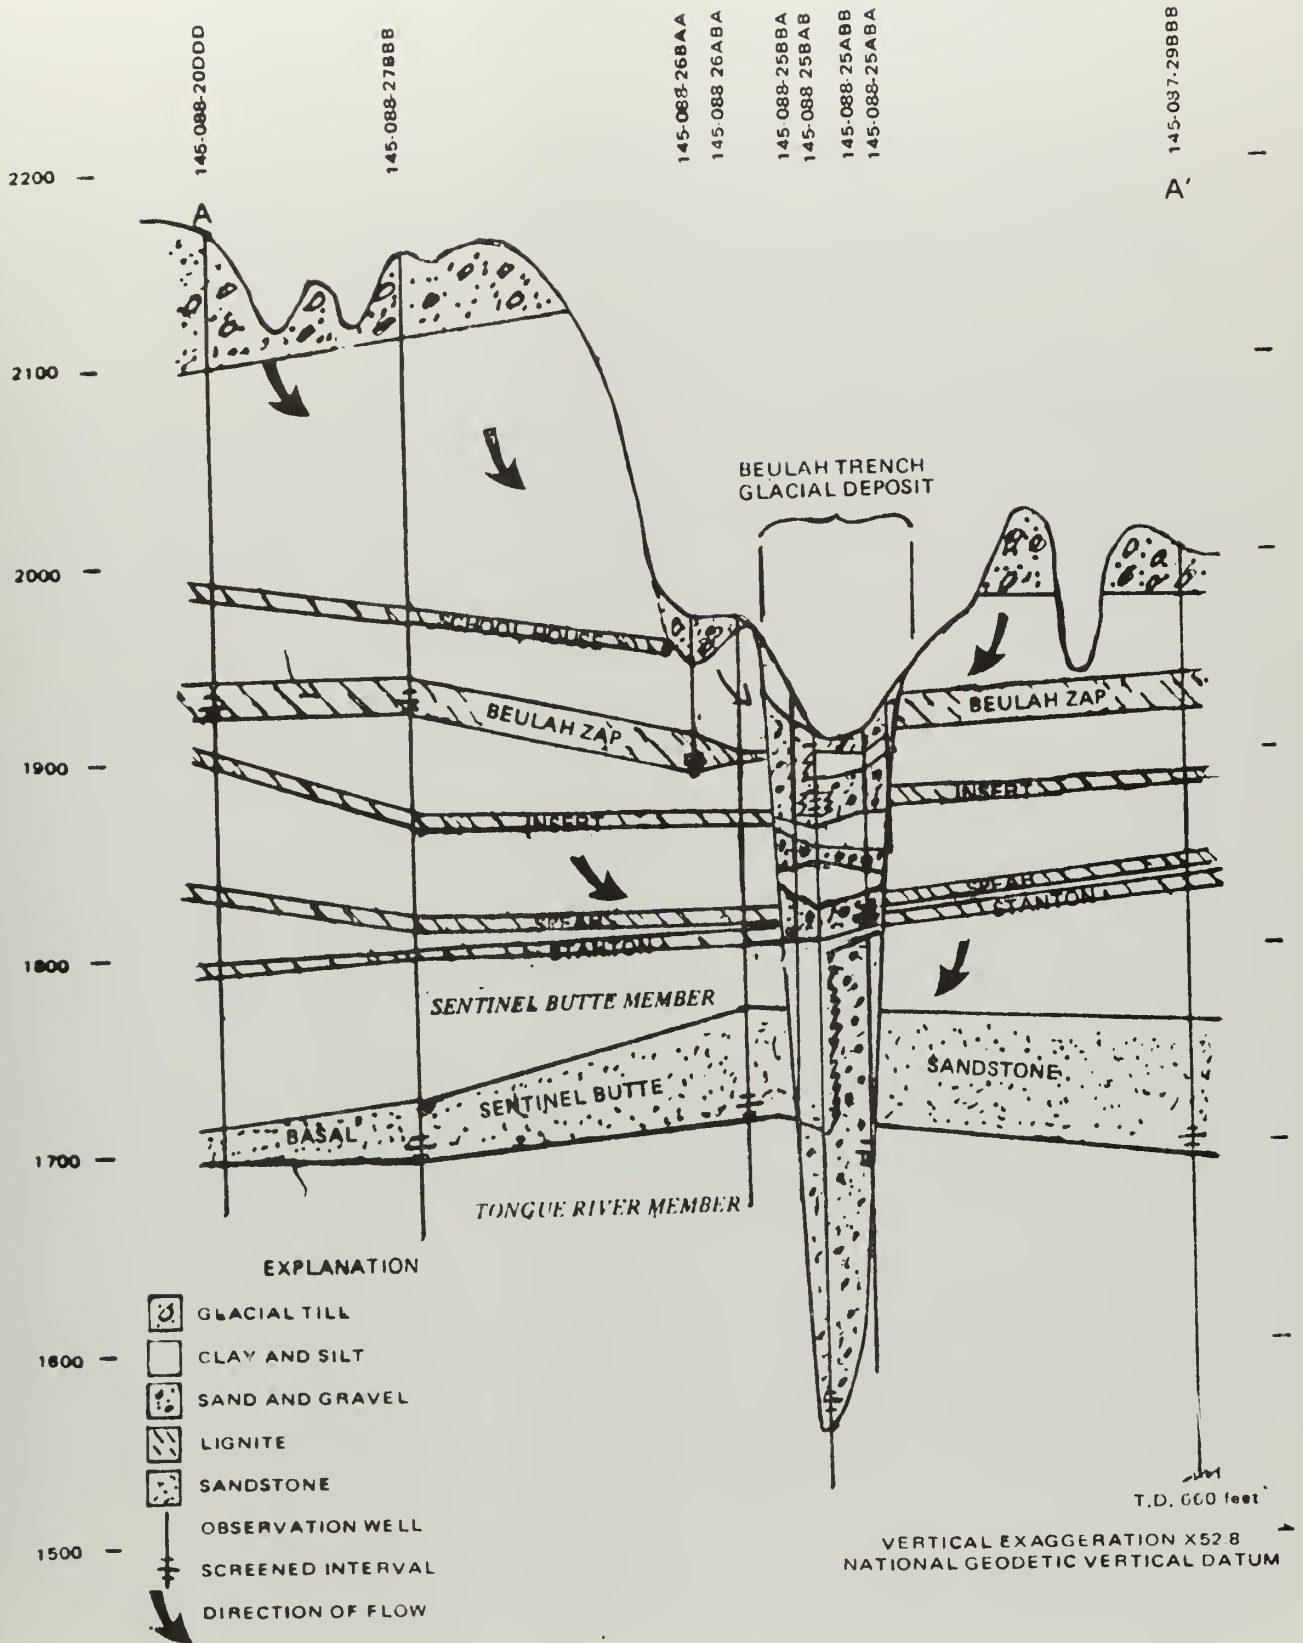 145-088-20DDD
145-088-27BBB
145-088-26BAA
145-088 26ABA
145-088-25BBA
145-088 25BAB
145-088-25ABB
145-088-25ABA
145-087-29BBB
2200
A
A'
2100
BEULAH TRENCH
GLACIAL DEPOSIT
2000
SCHOOL HOUSE
BEULAH ZAP
BEULAH ZAP
1900
INSERT
INSERT
SPEARS
SPEAR
STANTON
STANTON
1800
SENTINEL BUTTE MEMBER
SANDSTONE
SENTINEL BUTTE
BASAL
1700
TONGUE RIVER MEMBER
EXPLANATION
GLACIAL TILL
CLAY AND SILT
1600
SAND AND GRAVEL
LIGNITE
SANDSTONE
T.D. 660 feet
OBSERVATION WELL
VERTICAL EXAGGERATION X52.8
1500
NATIONAL GEODETIC VERTICAL DATUM
SCREENED INTERVAL
DIRECTION OF FLOW